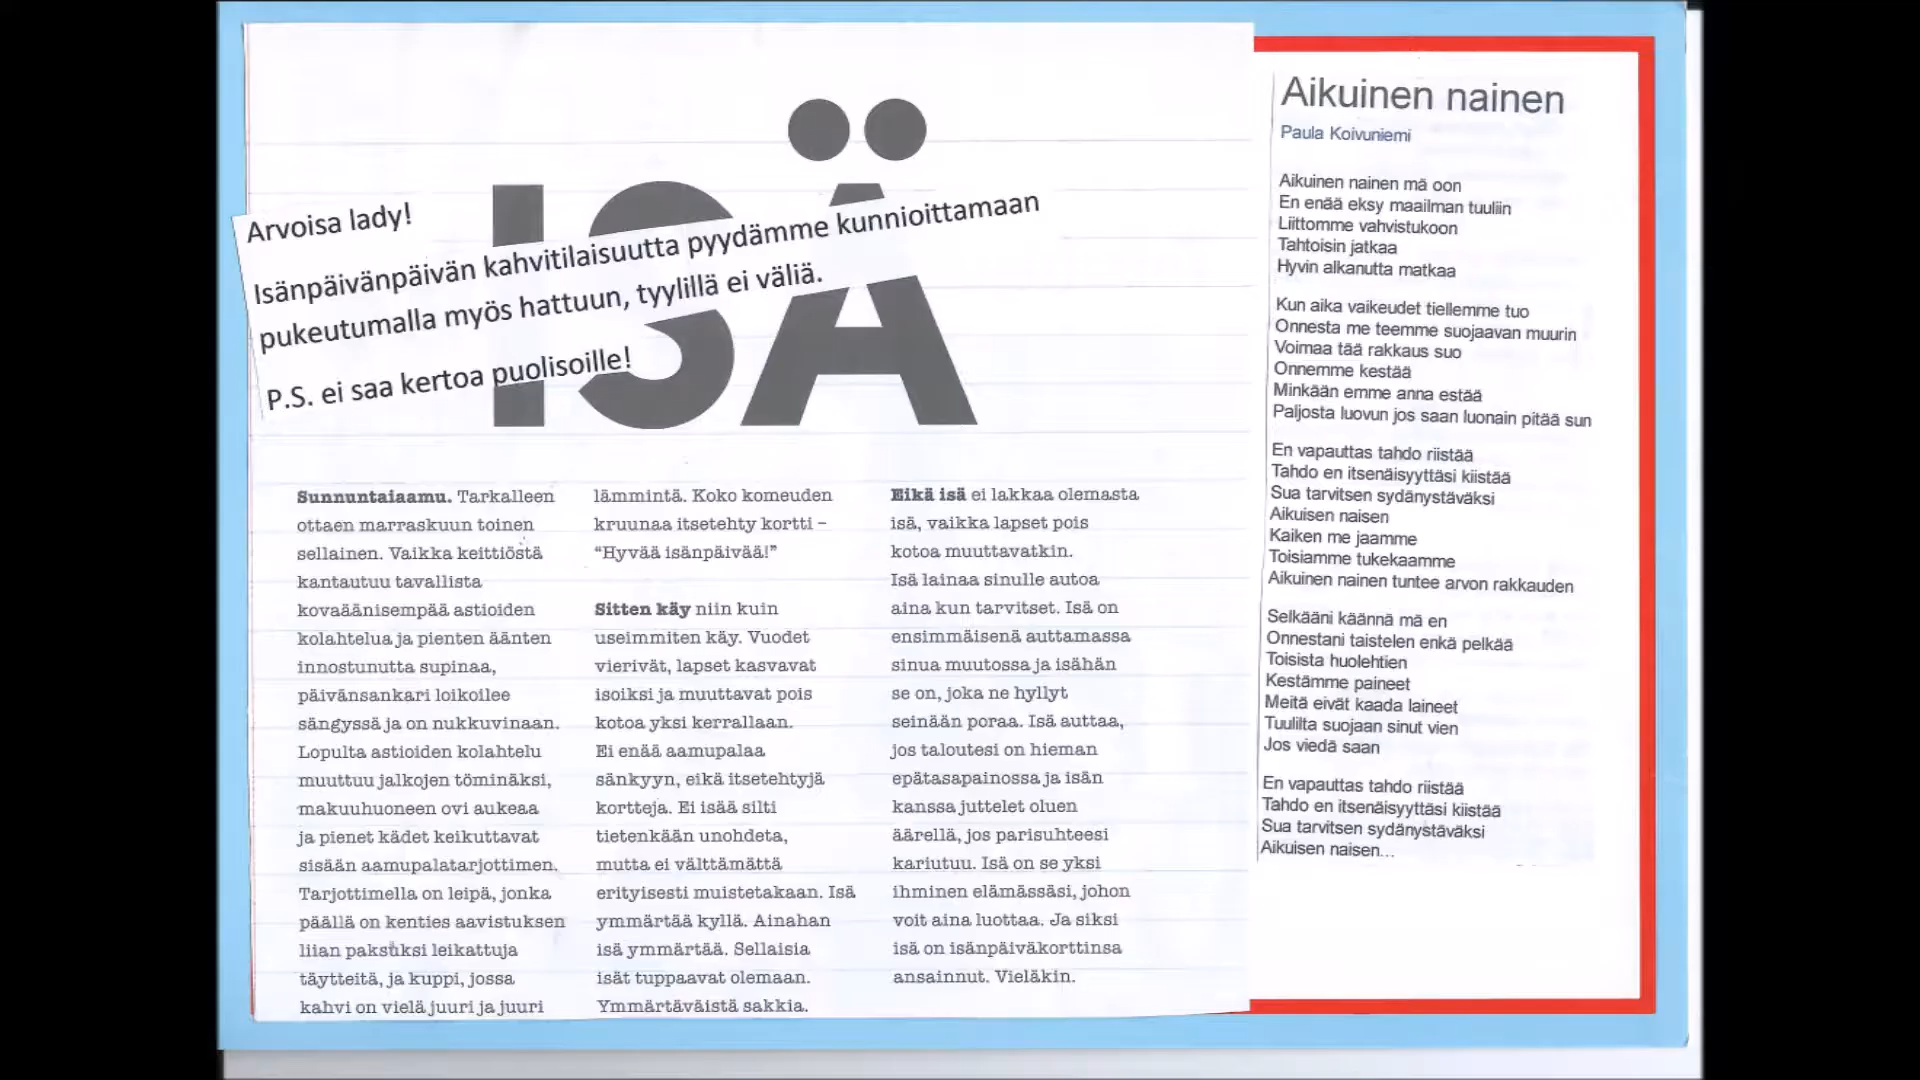 ISÄ
Arvoisa lady!
Isänpäivänpäivän kahvitilaisuutta pyydämme kunnioittamaan
pukeutumalla myös hattuun, tyylillä ei väliä.
P.S. ei saa kertoa puolisoille!
Sunnuntaiaamu. Tarkalleen
ottaen marraskuun toinen
sellainen. Vaikka keittiöstä
kantautuu tavallista
kovaäänisempää astioiden
kolahtelua ja pienten äänten
innostunutta supinaa,
päivänsankari loikoilee
sängyssä ja on nukkuvinaan.
Lopulta astioiden kolahtelu
muuttuu jalkojen töminäksi,
makuuhuoneen ovi aukeaa
ja pienet kädet keikuttavat
sisään aamupalatarjottimen.
Tarjottimella on leipä, jonka
päällä on kenties aavistuksen
liian paksuksi leikattuja
täytteitä, ja kuppi, jossa
kahvi on vielä juuri ja juuri
lämmintä. Koko komeuden
kruunaa itsetehty kortti –
“Hyvää isänpäivää!”
Sitten käy niin kuin
useimmiten käy. Vuodet
vierivät, lapset kasvavat
isoiksi ja muuttavat pois
kotoa yksi kerrallaan.
Ei enää aamupalaa
sänkyyn, eikä itsetehtyjä
kortteja. Ei isää silti
tietenkään unohdeta,
mutta ei välttämättä
erityisesti muistetakaan. Isä
ymmärtää kyllä. Ainahan
isä ymmärtää. Sellaisia
isät tuppaavat olemaan.
Ymmärtäväistä sakkia.
Eikä isä ei lakkaa olemasta
isä, vaikka lapset pois
kotoa muuttavatkin.
Isä lainaa sinulle autoa
aina kun tarvitset. Isä on
ensimmäisenä auttamassa
sinua muutossa ja isähän
se on, joka ne hyllyt
seinään poraa. Isä auttaa,
jos taloutesi on hieman
epätasapainossa ja isän
kanssa juttelet oluen
äärellä, jos parisuhteesi
kariutuu. Isä on se yksi
ihminen elämässäsi, johon
voit aina luottaa. Ja siksi
isä on isänpäiväkorttinsa
ansainnut. Vieläkin.
Aikuinen nainen
Paula Koivuniemi
Aikuinen nainen mä oon
En enää eksy maailman tuuliin
Liittomme vahvistukoon
Tahtoisin jatkaa
Hyvin alkanutta matkaa
Kun aika vaikeudet tiellemme tuo
Onnesta me teemme suojaavan muurin
Voimaa tää rakkaus suo
Onnemme kestää
Minkään emme anna estää
Paljosta luovun jos saan luonain pitää sun
En vapauttas tahdo riistää
Tahdo en itsenäisyyttäsi kiistää
Sua tarvitsen sydänystäväksi
Aikuisen naisen
Kaiken me jaamme
Toisiamme tukekaamme
Aikuinen nainen tuntee arvon rakkauden
Selkääni käännä mä en
Onnestani taistelen enkä pelkää
Toisista huolehtien
Kestämme paineet
Meitä eivät kaada laineet
Tuulilta suojaan sinut vien
Jos viedä saan
En vapauttas tahdo riistää
Tahdo en itsenäisyyttäsi kiistää
Sua tarvitsen sydänystäväksi
Aikuisen naisen...